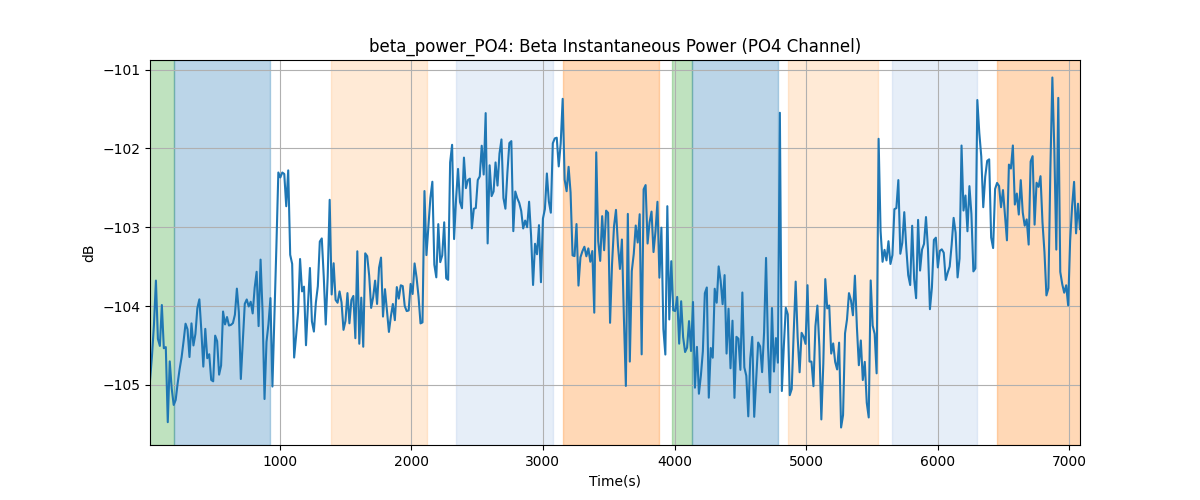 beta_power_PO4: Beta Instantaneous Power (PO4 Channel)
−101
−102
−103
−104
−105
dB
1000 2000 3000 4000 5000 6000 7000
Time(s)